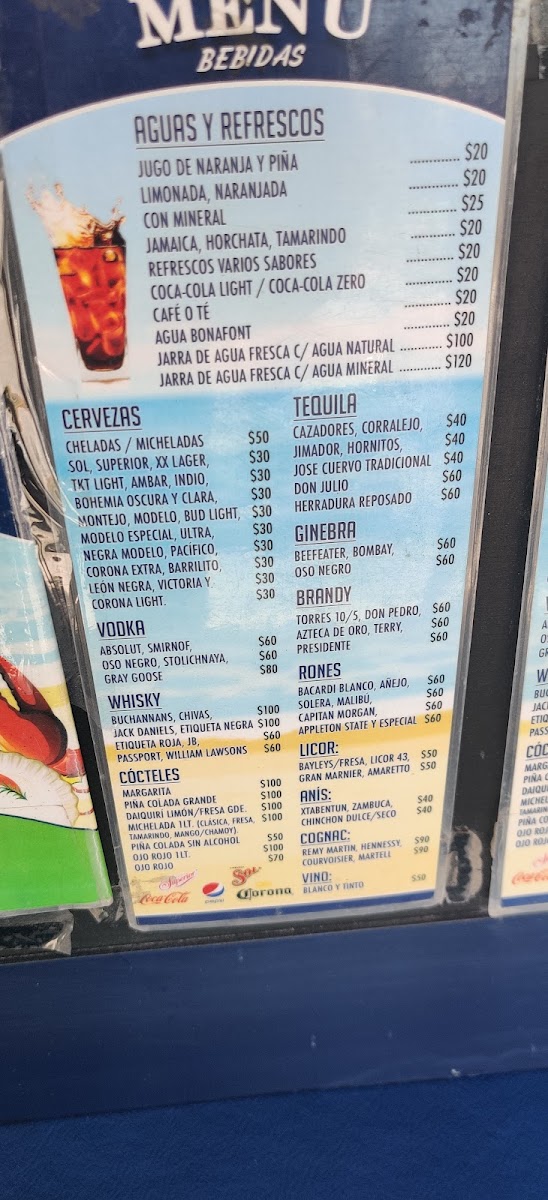 MENÚ
BEBIDAS
AGUAS Y REFRESCOS
JUGO DE NARANJA Y PIÑA ............. $20
LIMONADA, NARANJADA ............. $20
CON MINERAL ............. $25
JAMAICA, HORCHATA, TAMARINDO ........... $20
REFRESCOS VARIOS SABORES ............ $20
COCA-COLA LIGHT / COCA-COLA ZERO ............ $20
CAFÉ O TÉ ............ $20
AGUA BONAFONT ............ $20
JARRA DE AGUA FRESCA C/ AGUA NATURAL ........... $100
JARRA DE AGUA FRESCA C/ AGUA MINERAL ........... $120
CERVEZAS
CHELADAS / MICHELADAS $50
SOL, SUPERIOR, XX LAGER, $30
TKT LIGHT, AMBAR, INDIO, $30
BOHEMIA OSCURA Y CLARA, $30
MONTEJO, MODELO, BUD LIGHT, $30
MODELO ESPECIAL, ULTRA, $30
NEGRA MODELO, PACÍFICO, $30
CORONA EXTRA, BARRILITO, $30
LEÓN NEGRA, VICTORIA Y $30
CORONA LIGHT.
VODKA
ABSOLUT, SMIRNOF, $60
OSO NEGRO, STOLICHNAYA, $60
GRAY GOOSE $80
WHISKY
BUCHANNANS, CHIVAS, $100
JACK DANIELS, ETIQUETA NEGRA $100
ETIQUETA ROJA, JB, $60
PASSPORT, WILLIAM LAWSONS $60
CÓCTELES
MARGARITA $100
PIÑA COLADA GRANDE $100
DAIQUIRÍ LIMÓN/FRESA GDE. $100
MICHELADA 1LT. (CLÁSICA, FRESA, $100
TAMARINDO, MANGO/CHAMOY).
PIÑA COLADA SIN ALCOHOL $50
OJO ROJO 1LT. $100
OJO ROJO $70
TEQUILA
CAZADORES, CORRALEJO, $40
JIMADOR, HORNITOS, $40
JOSE CUERVO TRADICIONAL $40
DON JULIO $60
HERRADURA REPOSADO $60
GINEBRA
BEEFEATER, BOMBAY, $60
OSO NEGRO $60
BRANDY
TORRES 10/5, DON PEDRO, $60
AZTECA DE ORO, TERRY, $60
PRESIDENTE $60
RONES
BACARDI BLANCO, AÑEJO, $60
SOLERA, MALIBÚ, $60
CAPITAN MORGAN, $60
APPLETON STATE Y ESPECIAL $60
LICOR:
BAYLEYS/FRESA, LICOR 43, $50
GRAN MARNIER, AMARETTO $50
ANÍS:
XTABENTUN, ZAMBUCA, $40
CHINCHON DULCE/SECO $40
COGNAC:
REMY MARTIN, HENNESSY, $90
COURVOISIER, MARTELL $90
VINO:
BLANCO Y TINTO $50
Superior
Coca-Cola
pepsi
Sol
Corona